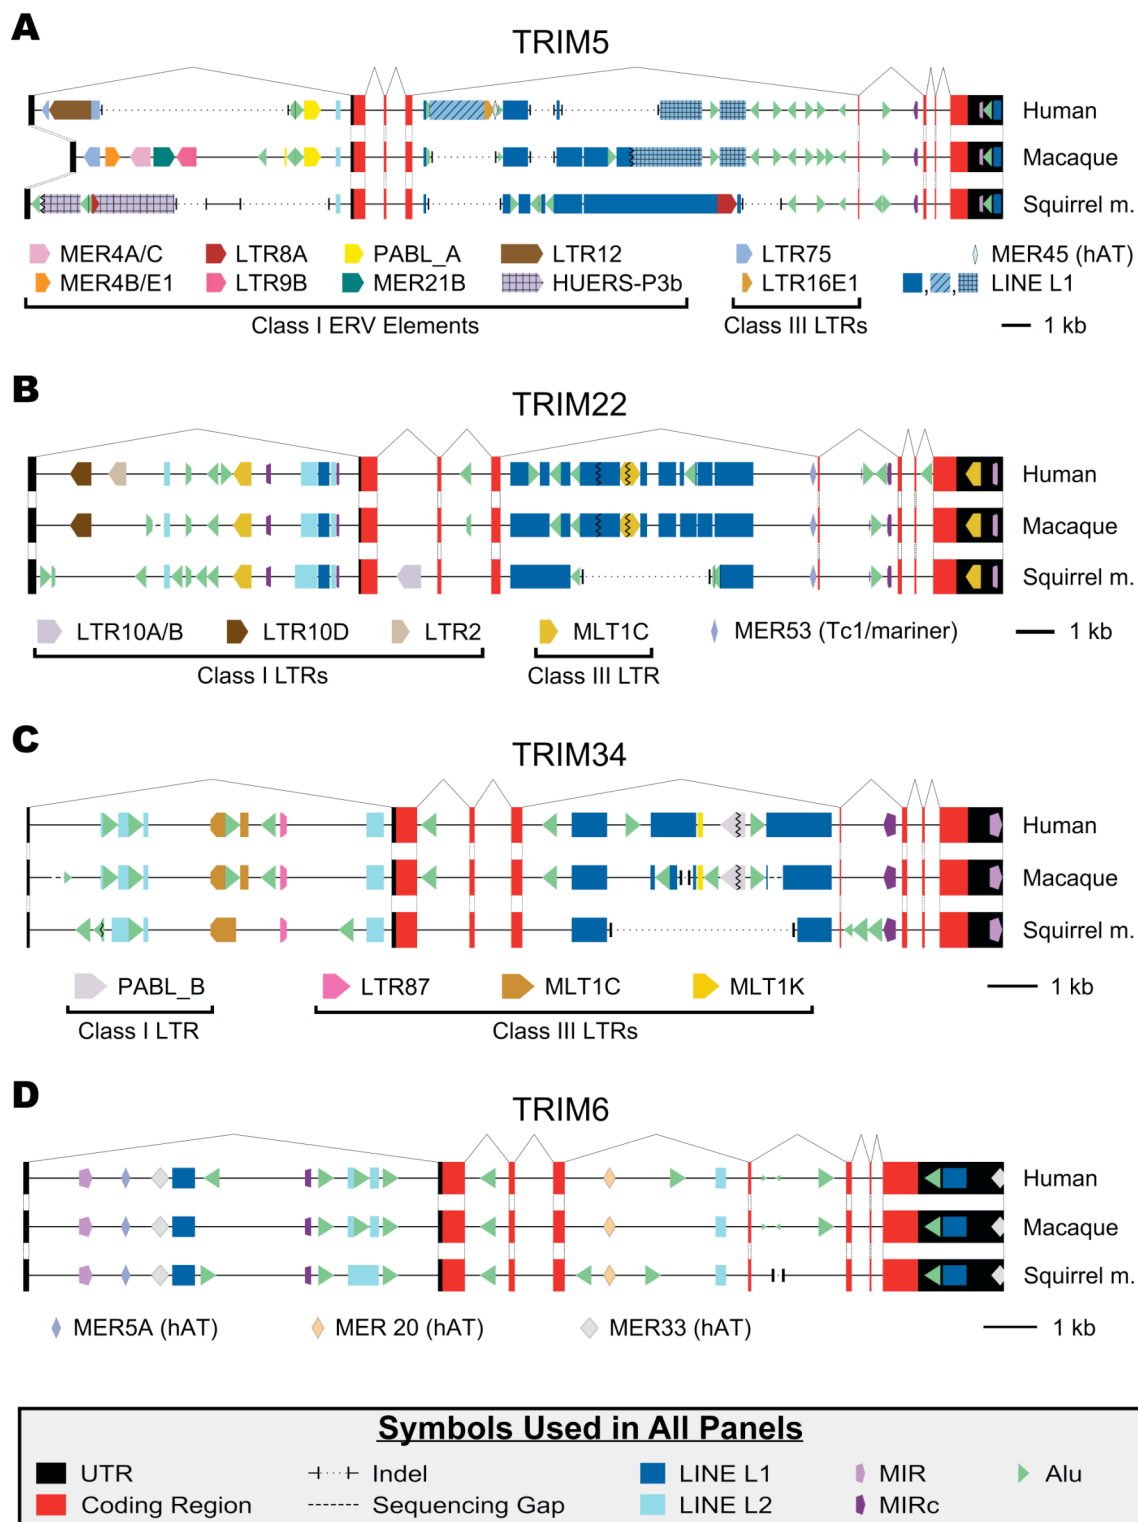 A
TRIM5
Human
Macaque
Squirrel m.
MER4A/C LTR8A PABL_A LTR12 LTR75 MER45 (hAT)
MER4B/E1 LTR9B MER21B HUERS-P3b LTR16E1 , , LINE L1
Class I ERV Elements Class III LTRs 1 kb
B
TRIM22
Human
Macaque
Squirrel m.
LTR10A/B LTR10D LTR2 MLT1C MER53 (Tc1/mariner) 1 kb
Class I LTRs Class III LTR
C
TRIM34
Human
Macaque
Squirrel m.
PABL_B LTR87 MLT1C MLT1K 1 kb
Class I LTR Class III LTRs
D
TRIM6
Human
Macaque
Squirrel m.
MER5A (hAT) MER 20 (hAT) MER33 (hAT) 1 kb
Symbols Used in All Panels
UTR Indel LINE L1 MIR Alu
Coding Region Sequencing Gap LINE L2 MIRc